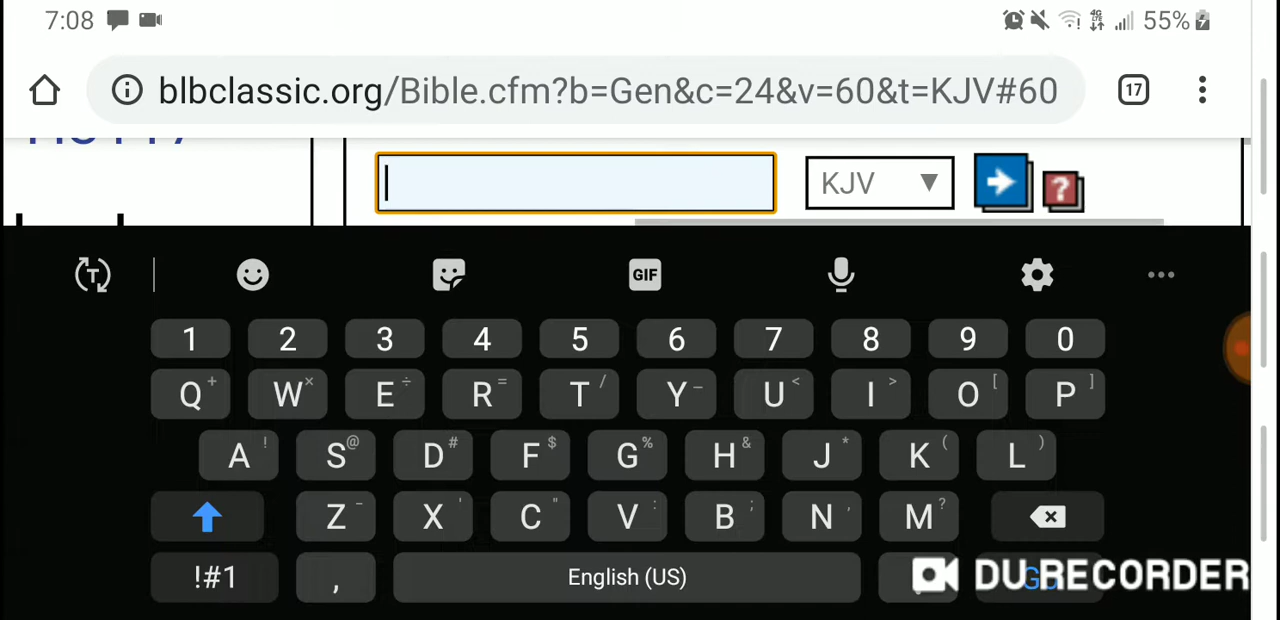 7:08 55%
blbclassic.org/Bible.cfm?b=Gen&c=24&v=60&t=KJV#60 17
KJV ?
T GIF
1 2 3 4 5 6 7 8 9 0
Q + W × E ÷ R = T / Y - U < I > O [ P ]
A ! S @ D # F $ G % H & J * K ( L )
Z - X ' C " V : B ; N , M ?
!#1 , English (US) DU RECORDER